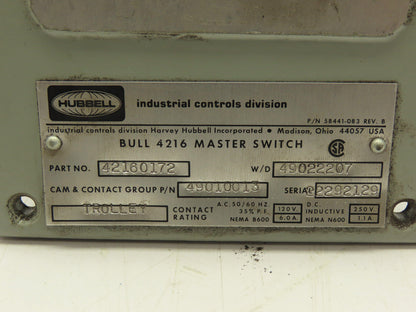 HUBBELL
industrial controls division
P/N 58441-083 REV. B
industrial controls division Harvey Hubbell Incorporated • Madison, Ohio 44057 USA
BULL 4216 MASTER SWITCH SA
PART NO. 42160172 W/D 49022207
CAM & CONTACT GROUP P/N 49010013 SERIAL 2292129
TROLLEY CONTACT RATING
A.C. 50/60 HZ 35% P.F. NEMA B600 120V 6.0A
D.C. INDUCTIVE NEMA N600 250V 1.1A